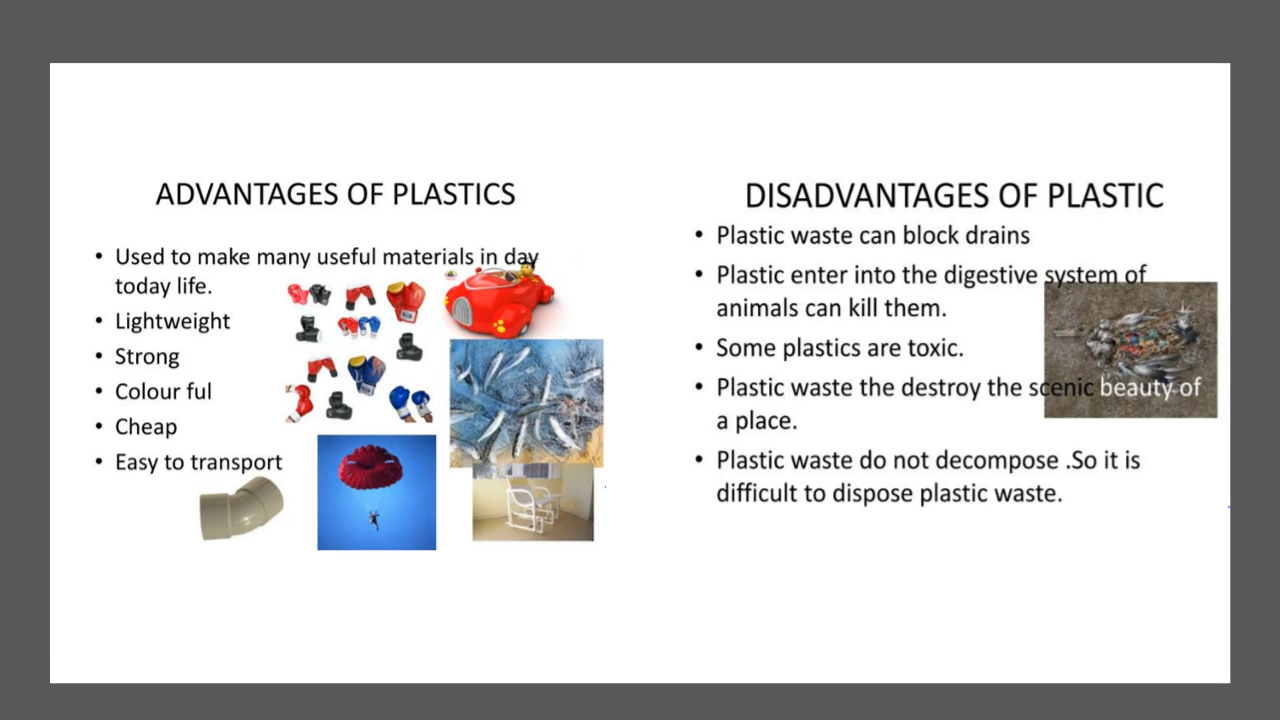 ADVANTAGES OF PLASTICS
• Used to make many useful materials in day
today life.
• Lightweight
• Strong
• Colour ful
• Cheap
• Easy to transport
DISADVANTAGES OF PLASTIC
• Plastic waste can block drains
• Plastic enter into the digestive system of
animals can kill them.
• Some plastics are toxic.
• Plastic waste the destroy the scenic beauty of
a place.
• Plastic waste do not decompose .So it is
difficult to dispose plastic waste.